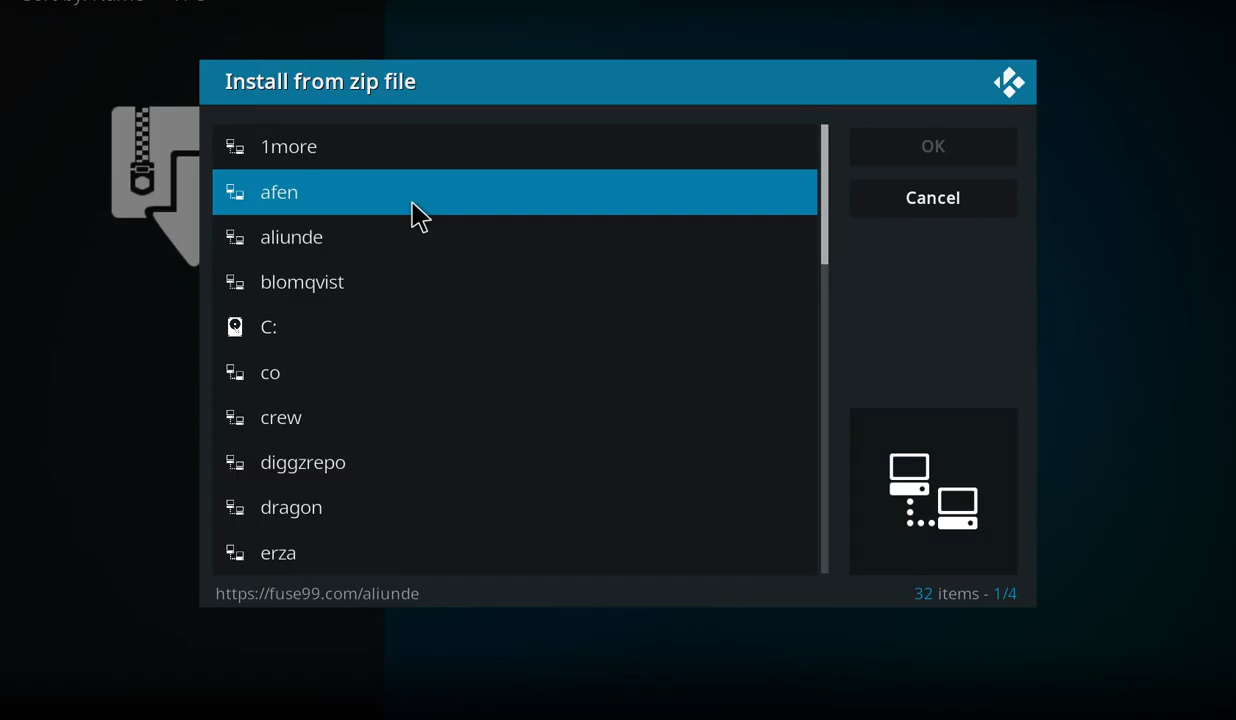 Install from zip file
1more
afen
aliunde
blomqvist
C:
co
crew
diggzrepo
dragon
erza
OK
Cancel
https://fuse99.com/aliunde
32 items - 1/4